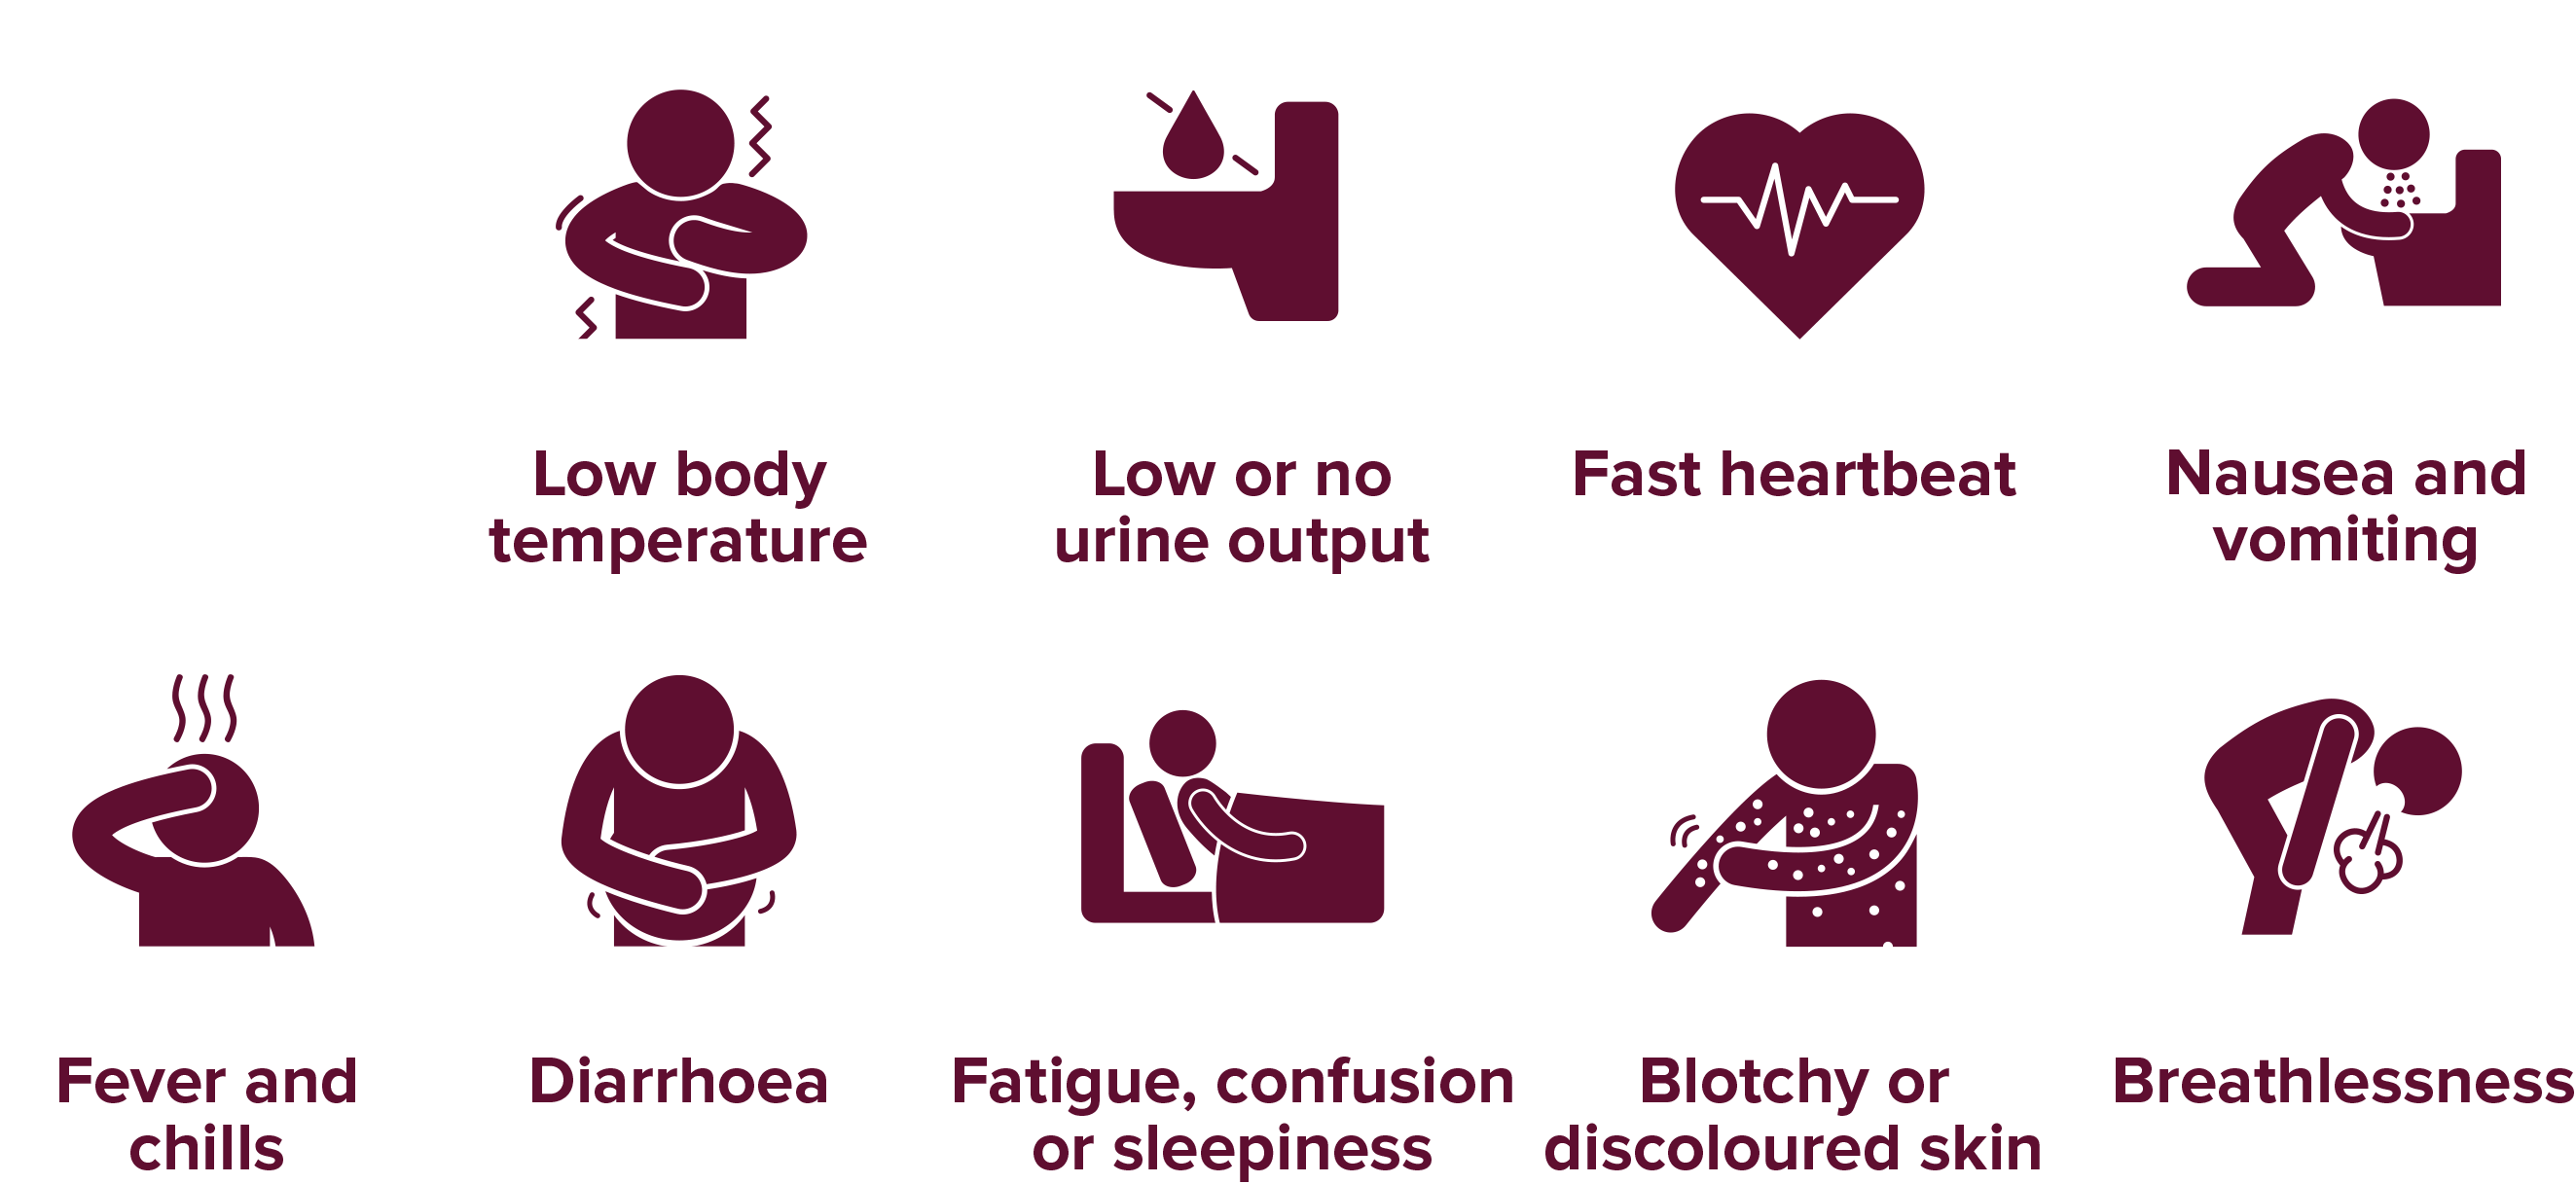 Low body
temperature
Low or no
urine output
Fast heartbeat
Nausea and
vomiting
Fever and
chills
Diarrhoea
Fatigue, confusion
or sleepiness
Blotchy or
discoloured skin
Breathlessness